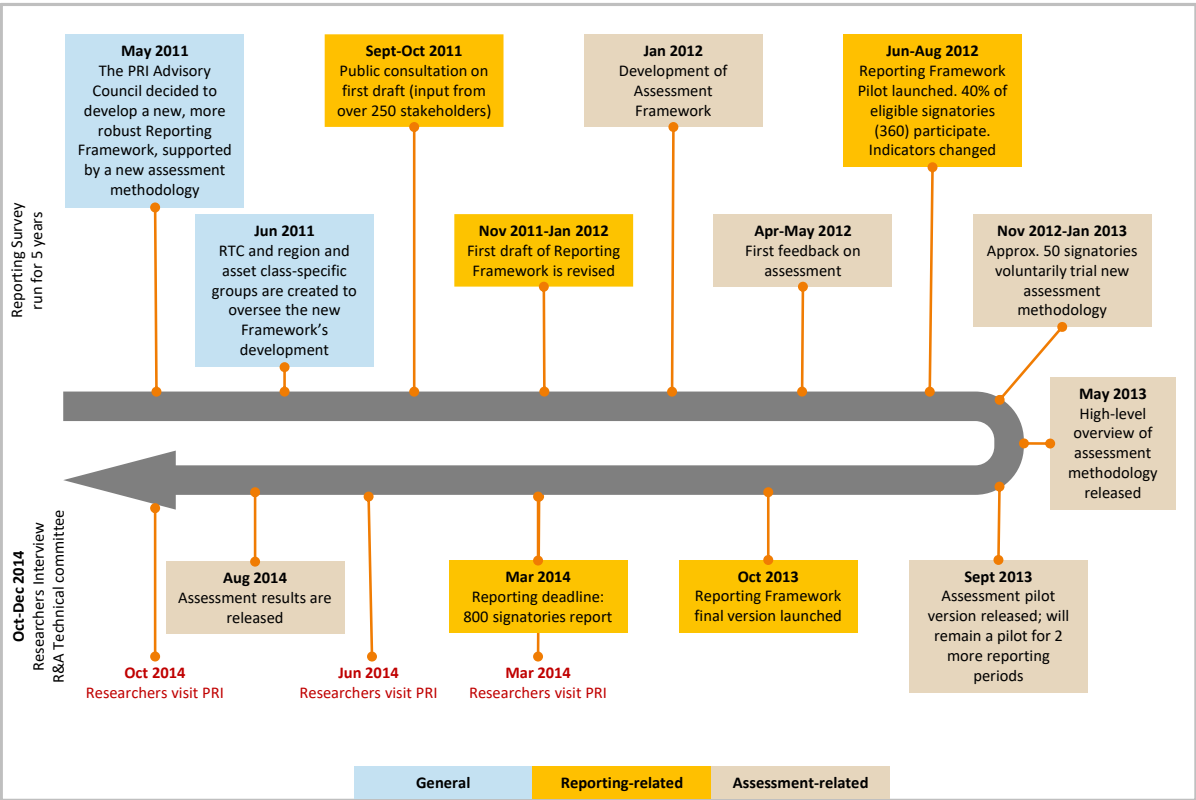 May 2011
The PRI Advisory
Council decided to
develop a new, more
robust Reporting
Framework, supported
by a new assessment
methodology
Sept-Oct 2011
Public consultation on
first draft (input from
over 250 stakeholders)
Jan 2012
Development of
Assessment
Framework
Jun-Aug 2012
Reporting Framework
Pilot launched. 40% of
eligible signatories
(360) participate.
Indicators changed
Reporting Survey
run for 5 years
Jun 2011
RTC and region and
asset class-specific
groups are created to
oversee the new
Framework’s
development
Nov 2011-Jan 2012
First draft of Reporting
Framework is revised
Apr-May 2012
First feedback on
assessment
Nov 2012-Jan 2013
Approx. 50 signatories
voluntarily trial new
assessment
methodology
May 2013
High-level
overview of
assessment
methodology
released
Oct-Dec 2014
Researchers Interview
R&A Technical committee
Aug 2014
Assessment results are
released
Mar 2014
Reporting deadline:
800 signatories report
Oct 2013
Reporting Framework
final version launched
Sept 2013
Assessment pilot
version released; will
remain a pilot for 2
more reporting
periods
Oct 2014
Researchers visit PRI
Jun 2014
Researchers visit PRI
Mar 2014
Researchers visit PRI
General
Reporting-related
Assessment-related